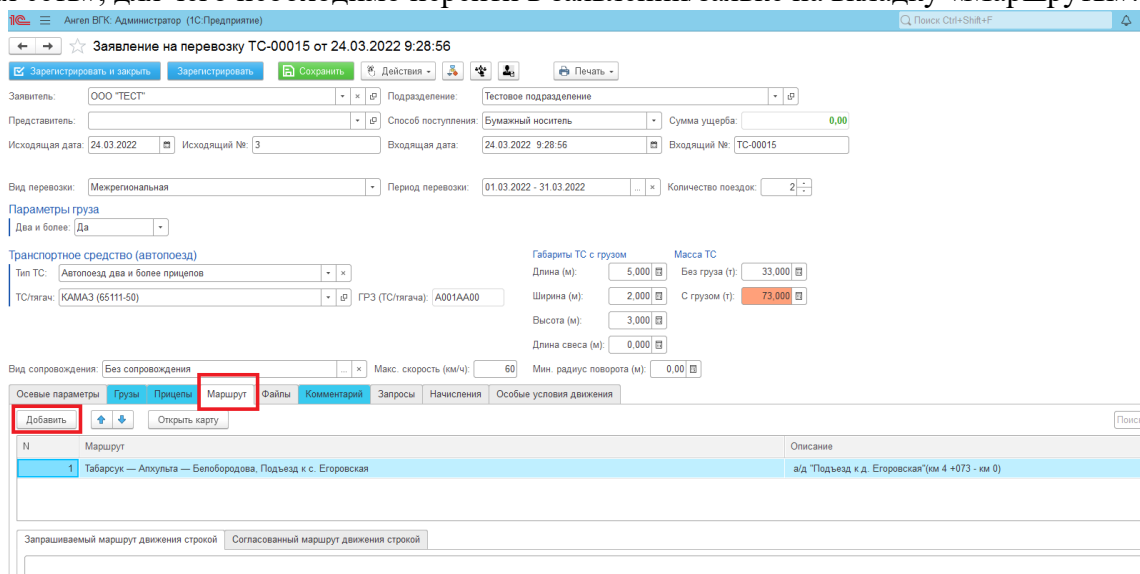 1С Ангел ВГК: Администратор (1С:Предприятие) Поиск Ctrl+Shift+F
Заявление на перевозку ТС-00015 от 24.03.2022 9:28:56
Зарегистрировать и закрыть Зарегистрировать Сохранить Действия Печать
Заявитель: ООО "ТЕСТ" Подразделение: Тестовое подразделение
Представитель: Способ поступления: Бумажный носитель Сумма ущерба: 0,00
Исходящая дата: 24.03.2022 Исходящий №: 3 Входящая дата: 24.03.2022 9:28:56 Входящий №: ТС-00015
Вид перевозки: Межрегиональная Период перевозки: 01.03.2022 - 31.03.2022 ... Количество поездок: 2
Параметры груза
Два и более: Да
Транспортное средство (автопоезд) Габариты ТС с грузом Масса ТС
Тип ТС: Автопоезд два и более прицепов Длина (м): 5,000 Без груза (т): 33,000
ТС/тягач: КАМАЗ (65111-50) ГРЗ (ТС/тягача): А001АА00 Ширина (м): 2,000 С грузом (т): 73,000
Высота (м): 3,000
Длина свеса (м): 0,000
Вид сопровождения: Без сопровождения ... Макс. скорость (км/ч): 60 Мин. радиус поворота (м): 0,00
Осевые параметры Грузы Прицепы Маршрут Файлы Комментарий Запросы Начисления Особые условия движения
Добавить Открыть карту
N Маршрут Описание
1 Табарсук — Апхульта — Белобородова, Подъезд к с. Егоровская а/д "Подъезд к д. Егоровская"(км 4 +073 - км 0)
Запрашиваемый маршрут движения строкой Согласованный маршрут движения строкой